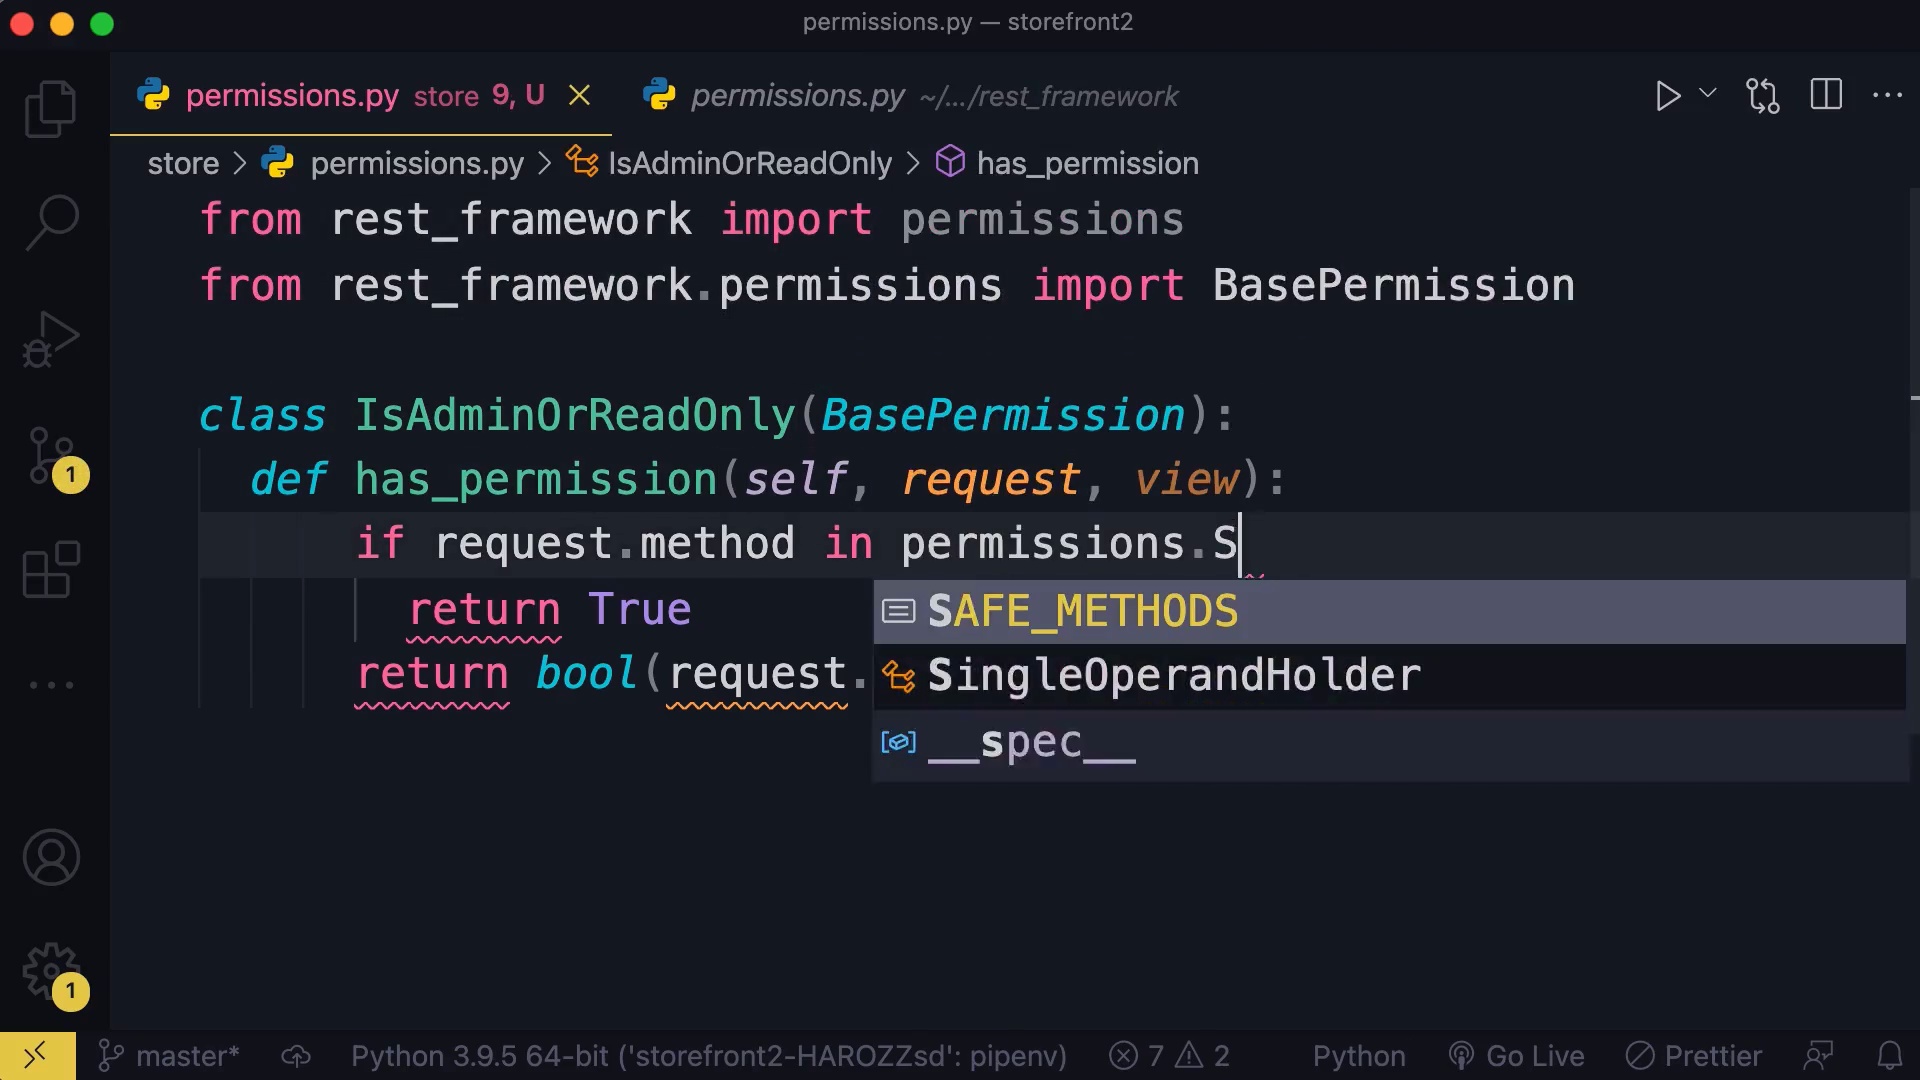 permissions.py — storefront2
permissions.py store 9, U permissions.py ~/.../rest_framework
store > permissions.py > IsAdminOrReadOnly > has_permission
from rest_framework import permissions
from rest_framework.permissions import BasePermission
class IsAdminOrReadOnly(BasePermission):
def has_permission(self, request, view):
if request.method in permissions.S
return True
SAFE_METHODS
return bool(request.
SingleOperandHolder
__spec__
1
1
master* Python 3.9.5 64-bit ('storefront2-HAROZZsd': pipenv) 7 2 Python Go Live Prettier